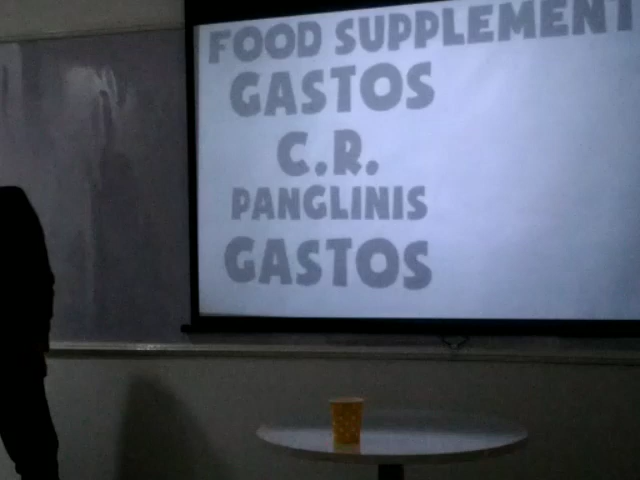 FOOD SUPPLEMENT
GASTOS
C.R.
PANGLINIS
GASTOS